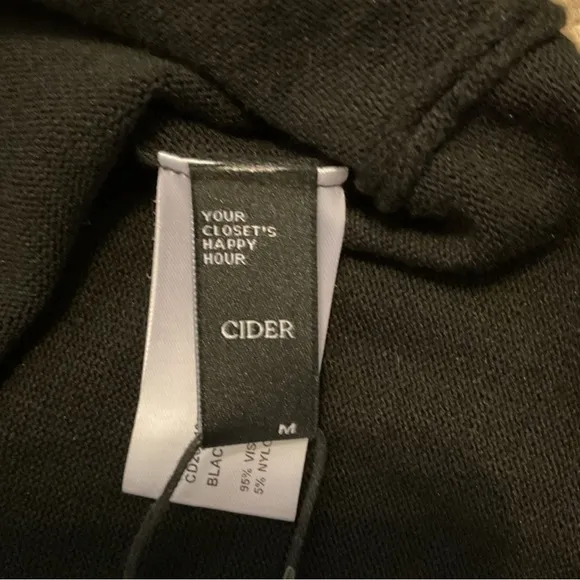 YOUR
CLOSET'S
HAPPY
HOUR
CIDER
M
BLAC
95% VIS
5% NYLO